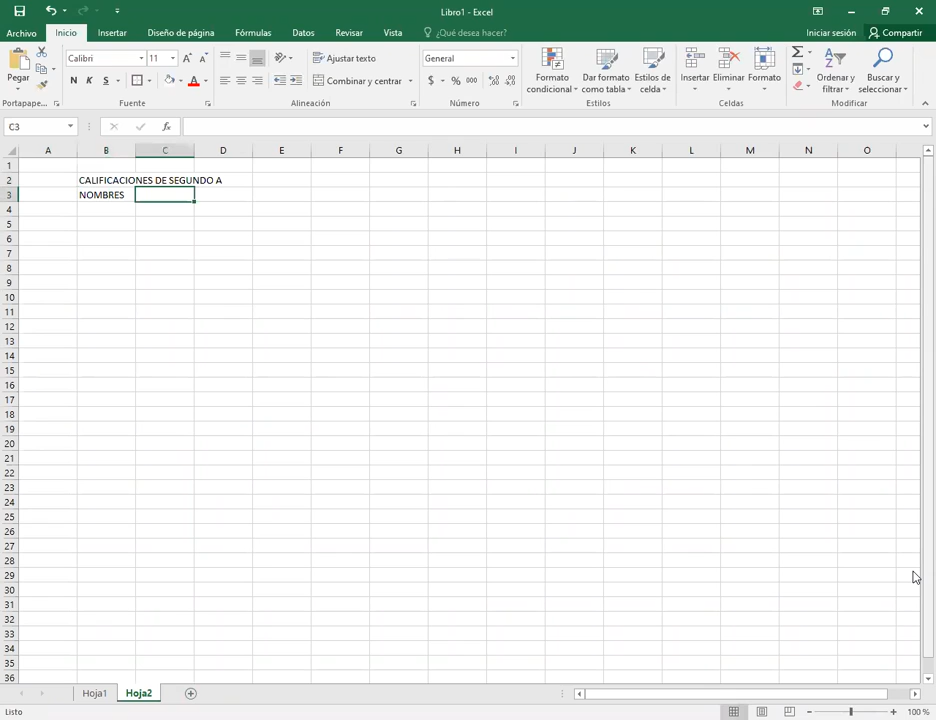 Libro1 - Excel
Archivo Inicio Insertar Diseño de página Fórmulas Datos Revisar Vista ¿Qué desea hacer? Iniciar sesión Compartir
Pegar
Calibri 11
N K S
Ajustar texto
Combinar y centrar
General
$ % 000
Formato condicional
Dar formato como tabla
Estilos de celda
Insertar Eliminar Formato
Ordenar y filtrar
Buscar y seleccionar
Portapape... Fuente Alineación Número Estilos Celdas Modificar
C3 fx
A B C D E F G H I J K L M N O
1
2 CALIFICACIONES DE SEGUNDO A
3 NOMBRES
4
5
6
7
8
9
10
11
12
13
14
15
16
17
18
19
20
21
22
23
24
25
26
27
28
29
30
31
32
33
34
35
36
Hoja1 Hoja2
Listo 100 %